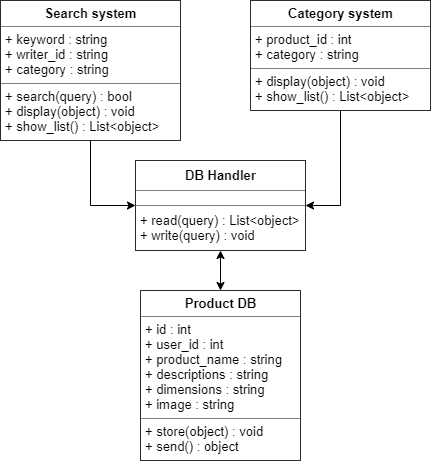 Search system
+ keyword : string
+ writer_id : string
+ category : string
+ search(query) : bool
+ display(object) : void
+ show_list() : List<object>
Category system
+ product_id : int
+ category : string
+ display(object) : void
+ show_list() : List<object>
DB Handler
+ read(query) : List<object>
+ write(query) : void
Product DB
+ id : int
+ user_id : int
+ product_name : string
+ descriptions : string
+ dimensions : string
+ image : string
+ store(object) : void
+ send() : object